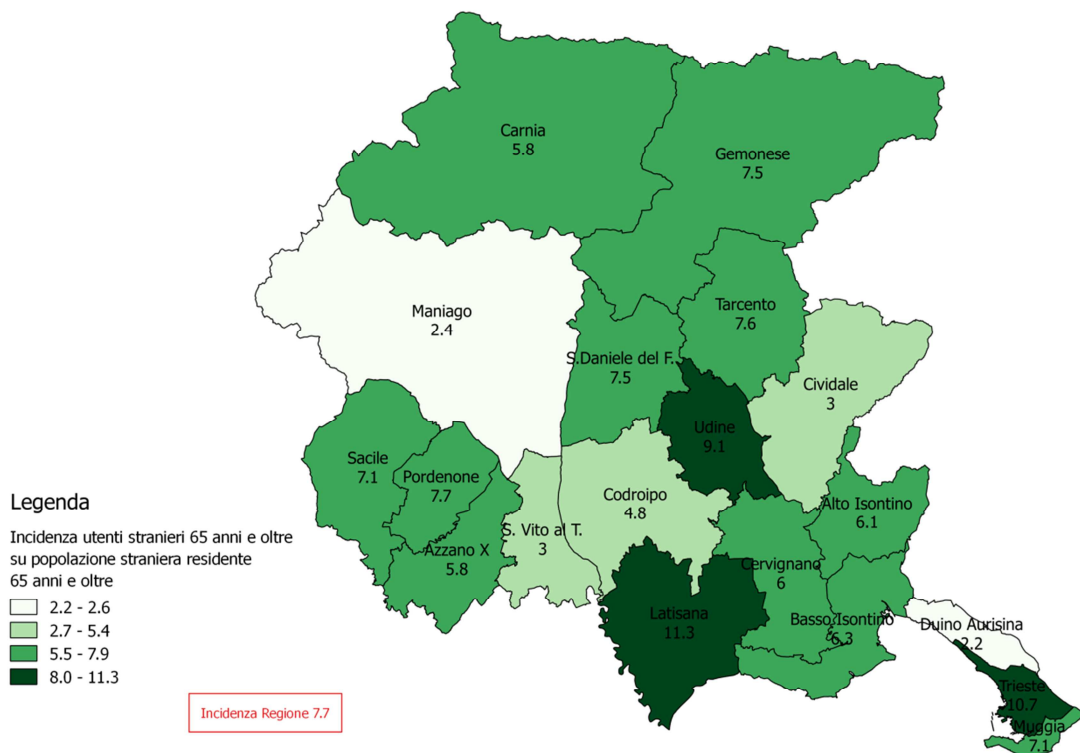 Carnia
5.8
Gemonese
7.5
Maniago
2.4
Tarcento
7.6
S.Daniele del F.
7.5
Cividale
3
Udine
9.1
Sacile
7.1
Pordenone
7.7
Codroipo
4.8
Alto Isontino
6.1
S. Vito al T.
3
Azzano X
5.8
Cervignano
6
Latisana
11.3
Basso Isontino
6.3
Duino Aurisina
2.2
Trieste
10.7
Muggia
7.1
Legenda
Incidenza utenti stranieri 65 anni e oltre
su popolazione straniera residente
65 anni e oltre
2.2 - 2.6
2.7 - 5.4
5.5 - 7.9
8.0 - 11.3
Incidenza Regione 7.7